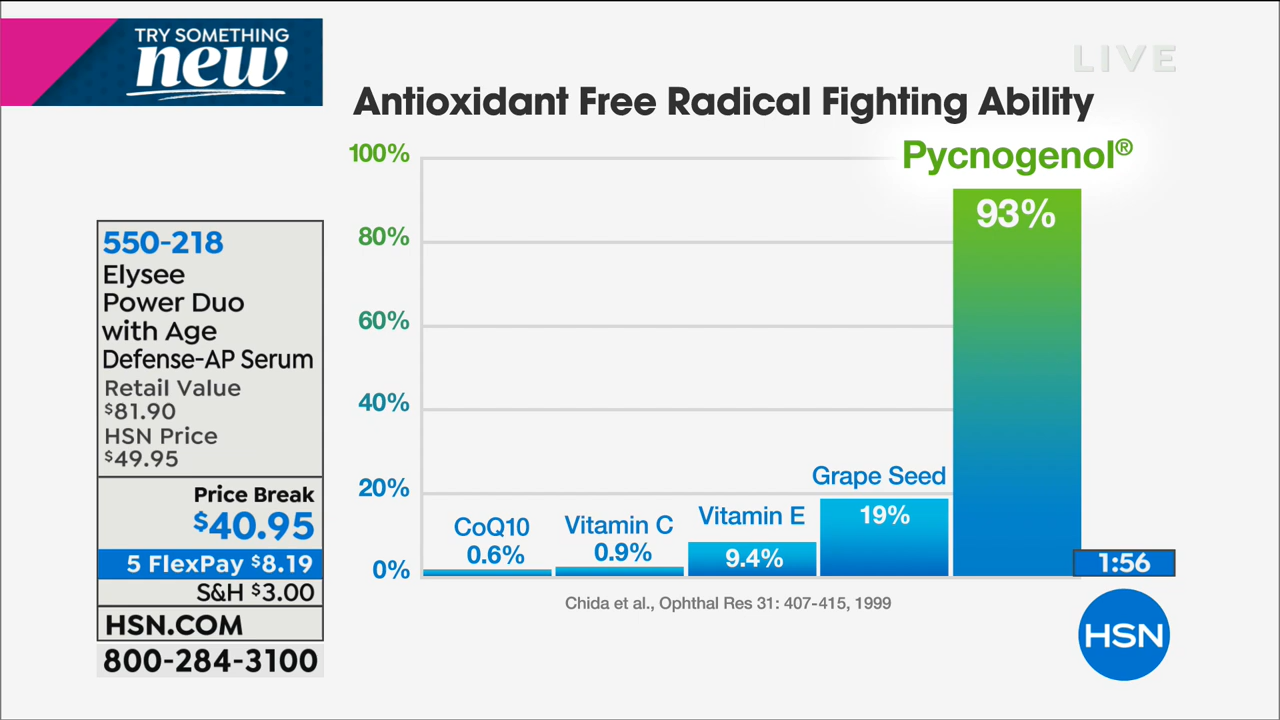 TRY SOMETHING
new
LIVE
Antioxidant Free Radical Fighting Ability
100%
80%
60%
40%
20%
0%
Pycnogenol®
93%
Grape Seed
19%
Vitamin E
9.4%
Vitamin C
0.9%
CoQ10
0.6%
Chida et al., Ophthal Res 31: 407-415, 1999
550-218
Elysee
Power Duo
with Age
Defense-AP Serum
Retail Value
$81.90
HSN Price
$49.95
Price Break
$40.95
5 FlexPay $8.19
S&H $3.00
HSN.COM
800-284-3100
1:56
HSN